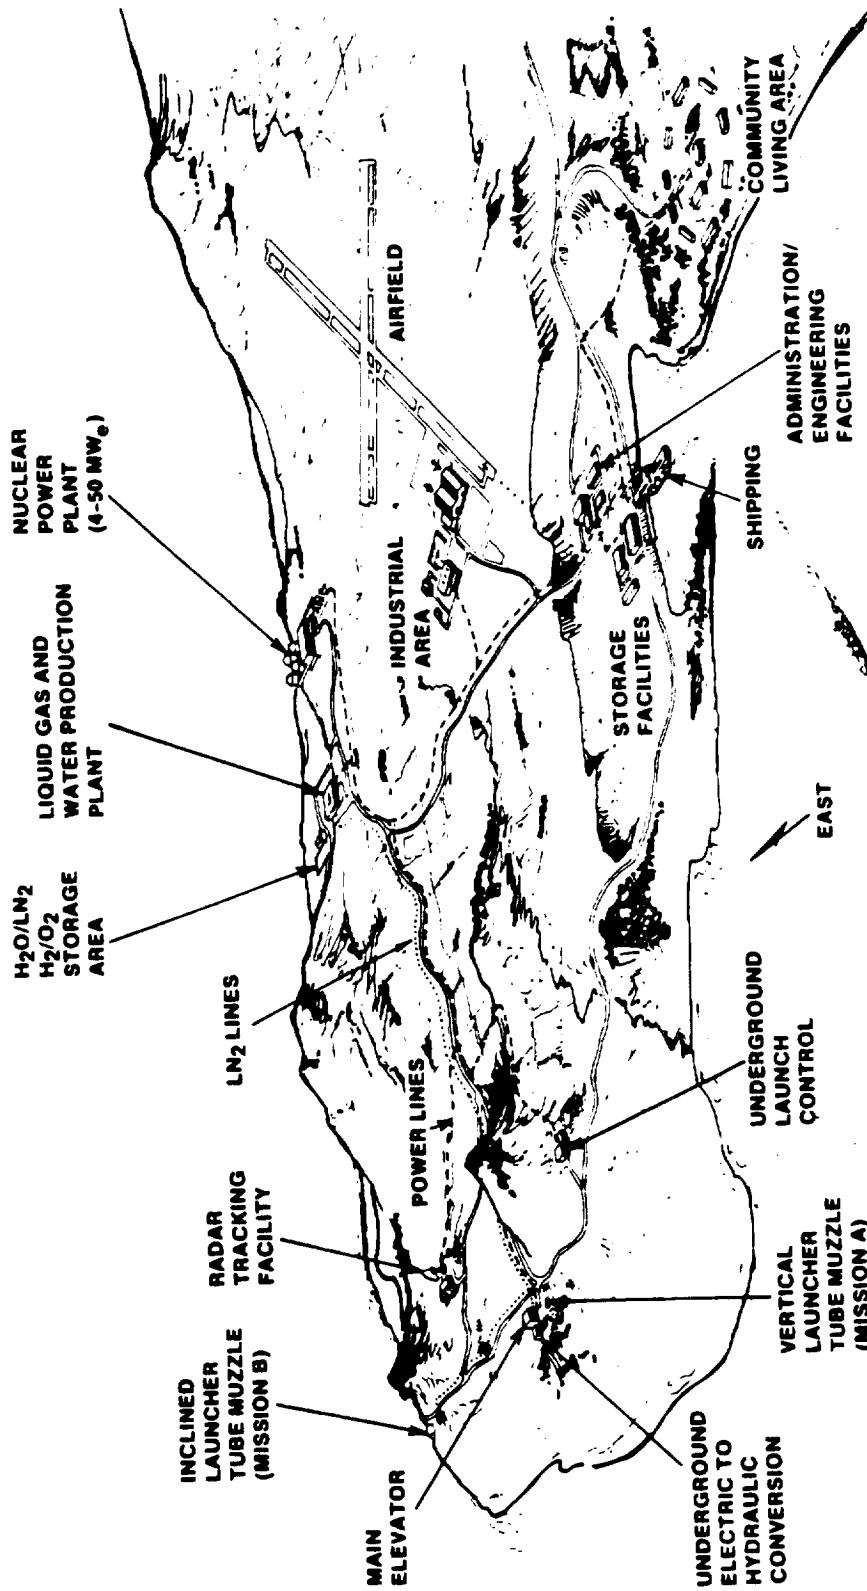 NUCLEAR
POWER
PLANT
(4-50 MWₑ)
LIQUID GAS AND
WATER PRODUCTION
PLANT
H₂O/LN₂
H₂/O₂
STORAGE
AREA
LN₂ LINES
RADAR
TRACKING
FACILITY
INCLINED
LAUNCHER
TUBE MUZZLE
(MISSION B)
POWER LINES
INDUSTRIAL
AREA
AIRFIELD
MAIN
ELEVATOR
UNDERGROUND
ELECTRIC TO
HYDRAULIC
CONVERSION
VERTICAL
LAUNCHER
TUBE MUZZLE
(MISSION A)
UNDERGROUND
LAUNCH
CONTROL
EAST
STORAGE
FACILITIES
SHIPPING
ADMINISTRATION/
ENGINEERING
FACILITIES
COMMUNITY
LIVING AREA